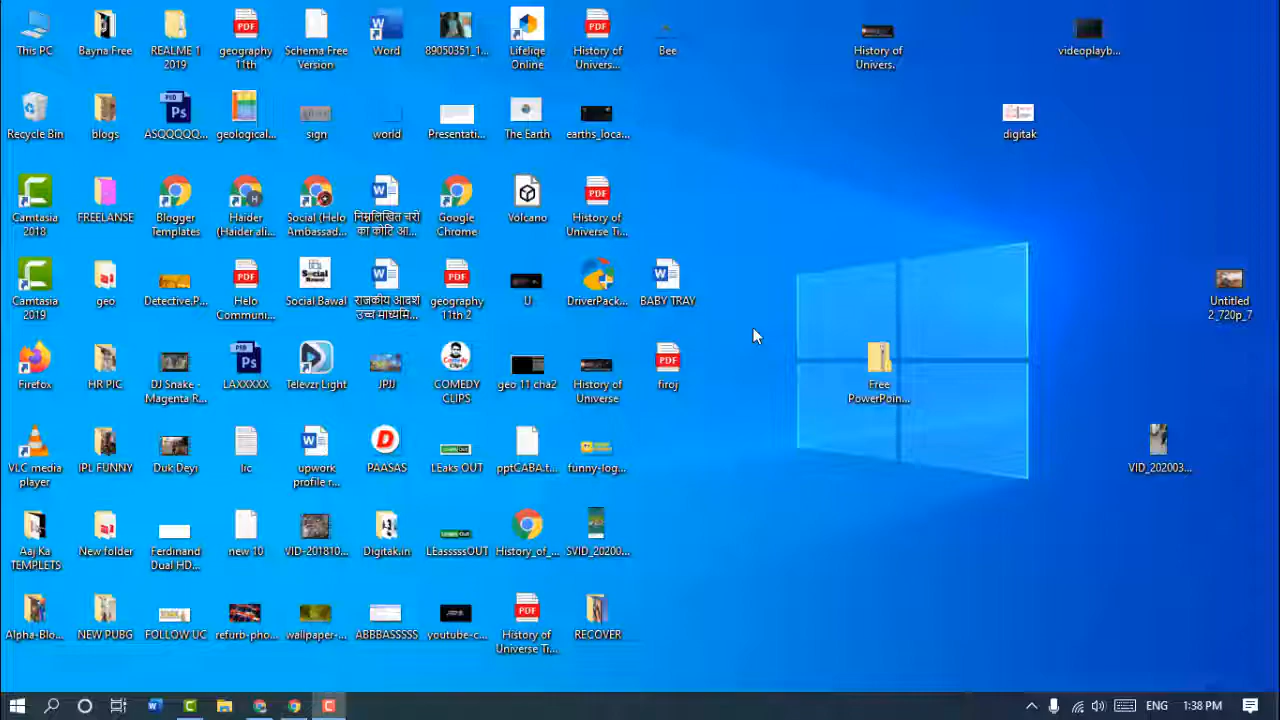 This PC
Bayna Free
REALME 1
2019
geography
11th
Schema Free
Version
Word
89050351_1...
Lifeliqe
Online
History of
Univers...
Bee
History of
Univers.
videoplayb...
Recycle Bin
blogs
ASQQQQQ...
geological...
sign
world
Presentati...
The Earth
earths_loca...
digitak
Camtasia
2018
FREELANSE
Blogger
Templates
Haider
(Haider ali...
Social (Helo
Ambassad...
निम्नलिखित चरों
का कोटि आ...
Google
Chrome
Volcano
History of
Universe Ti...
Camtasia
2019
geo
Detective.P...
Helo
Communi...
Social Bawal
राजकीय आदर्श
उच्च माध्यमि...
geography
11th 2
U
DriverPack...
BABY TRAY
Untitled
2_720p_7
Firefox
HR PIC
DJ Snake -
Magenta R...
LAXXXXX
Televzr Light
JPJJ
COMEDY
CLIPS
geo 11 cha2
History of
Universe
firoj
Free
PowerPoin...
VLC media
player
IPL FUNNY
Duk Deyi
lic
upwork
profile r...
PAASAS
LEaks OUT
pptCABA.t...
funny-log...
VID_202003...
Aaj Ka
TEMPLETS
New folder
Ferdinand
Dual HD...
new 10
VID-201810...
Digitak.in
LEasssssOUT
History_of_...
SVID_20200...
Alpha-Blo...
NEW PUBG
FOLLOW UC
refurb-pho...
wallpaper-...
ABBBASSSSS
youtube-c...
History of
Universe Ti...
RECOVER
ENG
1:38 PM